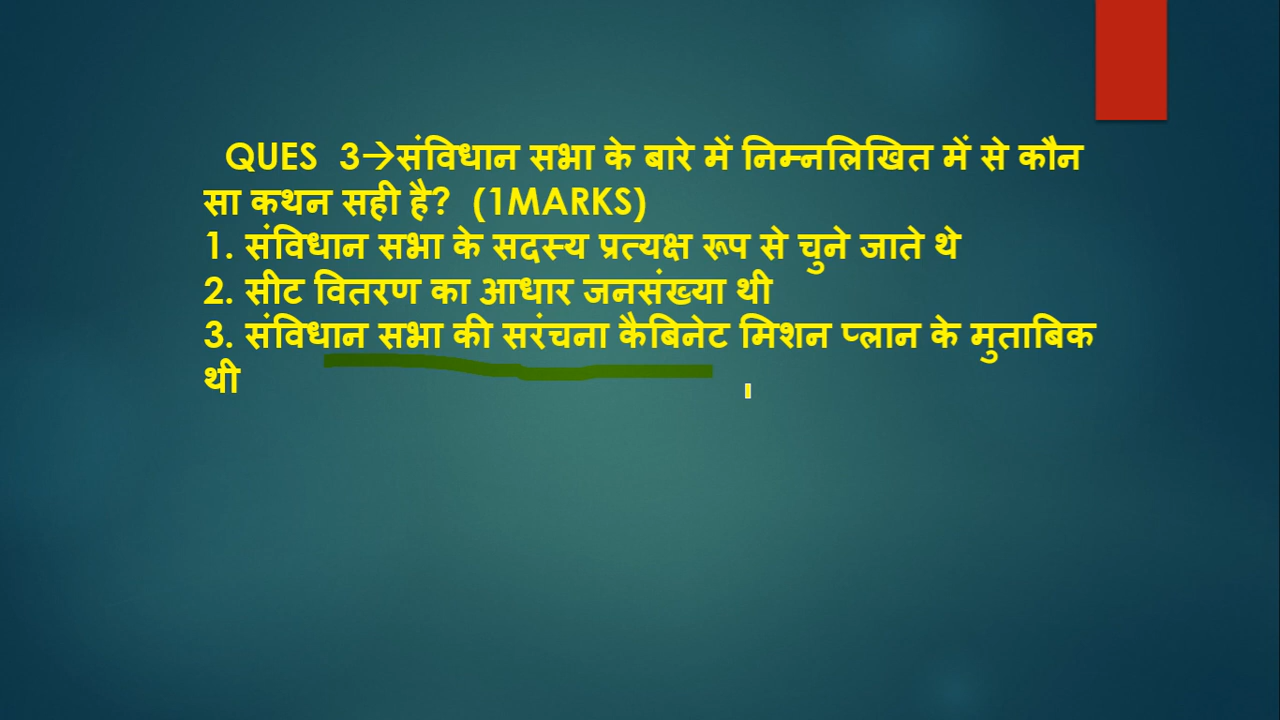 QUES 3→संविधान सभा के बारे में निम्नलिखित में से कौन
सा कथन सही है? (1MARKS)
1. संविधान सभा के सदस्य प्रत्यक्ष रूप से चुने जाते थे
2. सीट वितरण का आधार जनसंख्या थी
3. संविधान सभा की सरंचना कैबिनेट मिशन प्लान के मुताबिक
थी